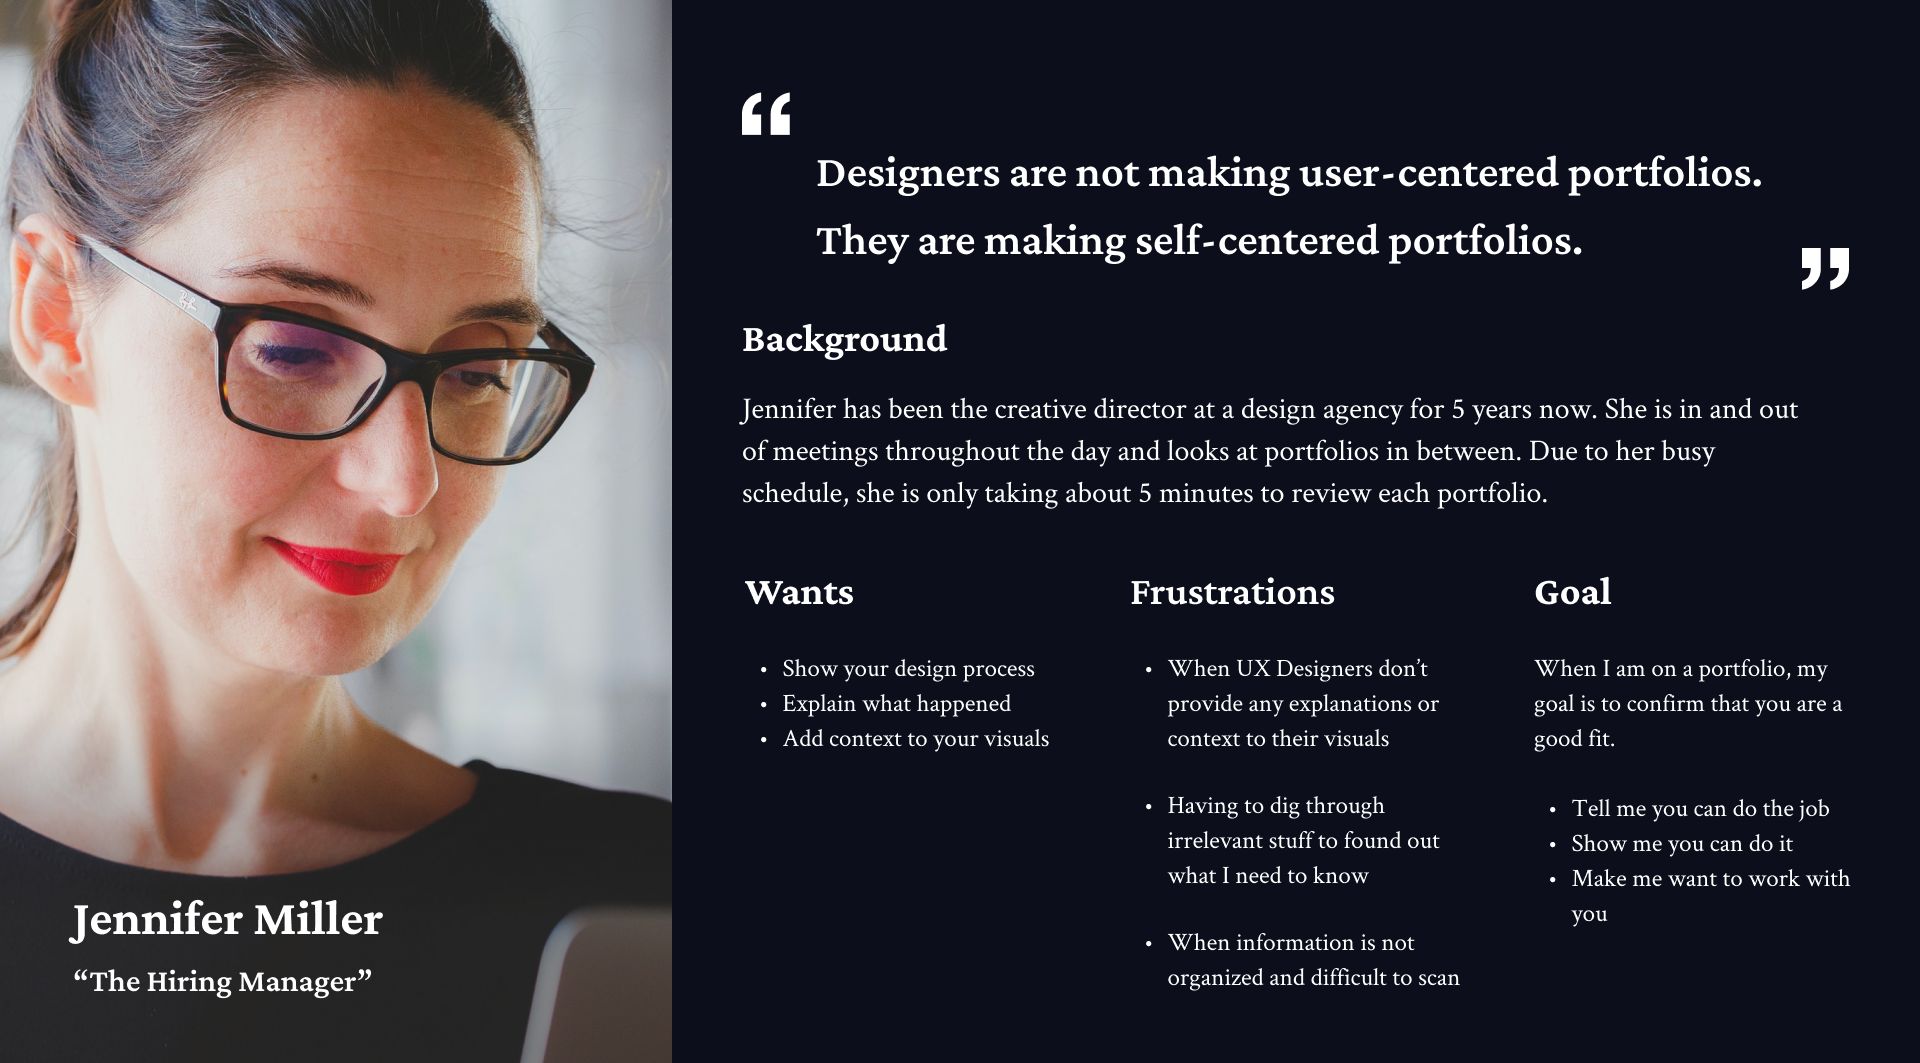 “
Designers are not making user-centered portfolios.
They are making self-centered portfolios.
”
Background
Jennifer has been the creative director at a design agency for 5 years now. She is in and out
of meetings throughout the day and looks at portfolios in between. Due to her busy
schedule, she is only taking about 5 minutes to review each portfolio.
Wants
• Show your design process
• Explain what happened
• Add context to your visuals
Frustrations
• When UX Designers don’t
provide any explanations or
context to their visuals
• Having to dig through
irrelevant stuff to found out
what I need to know
• When information is not
organized and difficult to scan
Goal
When I am on a portfolio, my
goal is to confirm that you are a
good fit.
• Tell me you can do the job
• Show me you can do it
• Make me want to work with
you
Jennifer Miller
“The Hiring Manager”
Ray-Ban